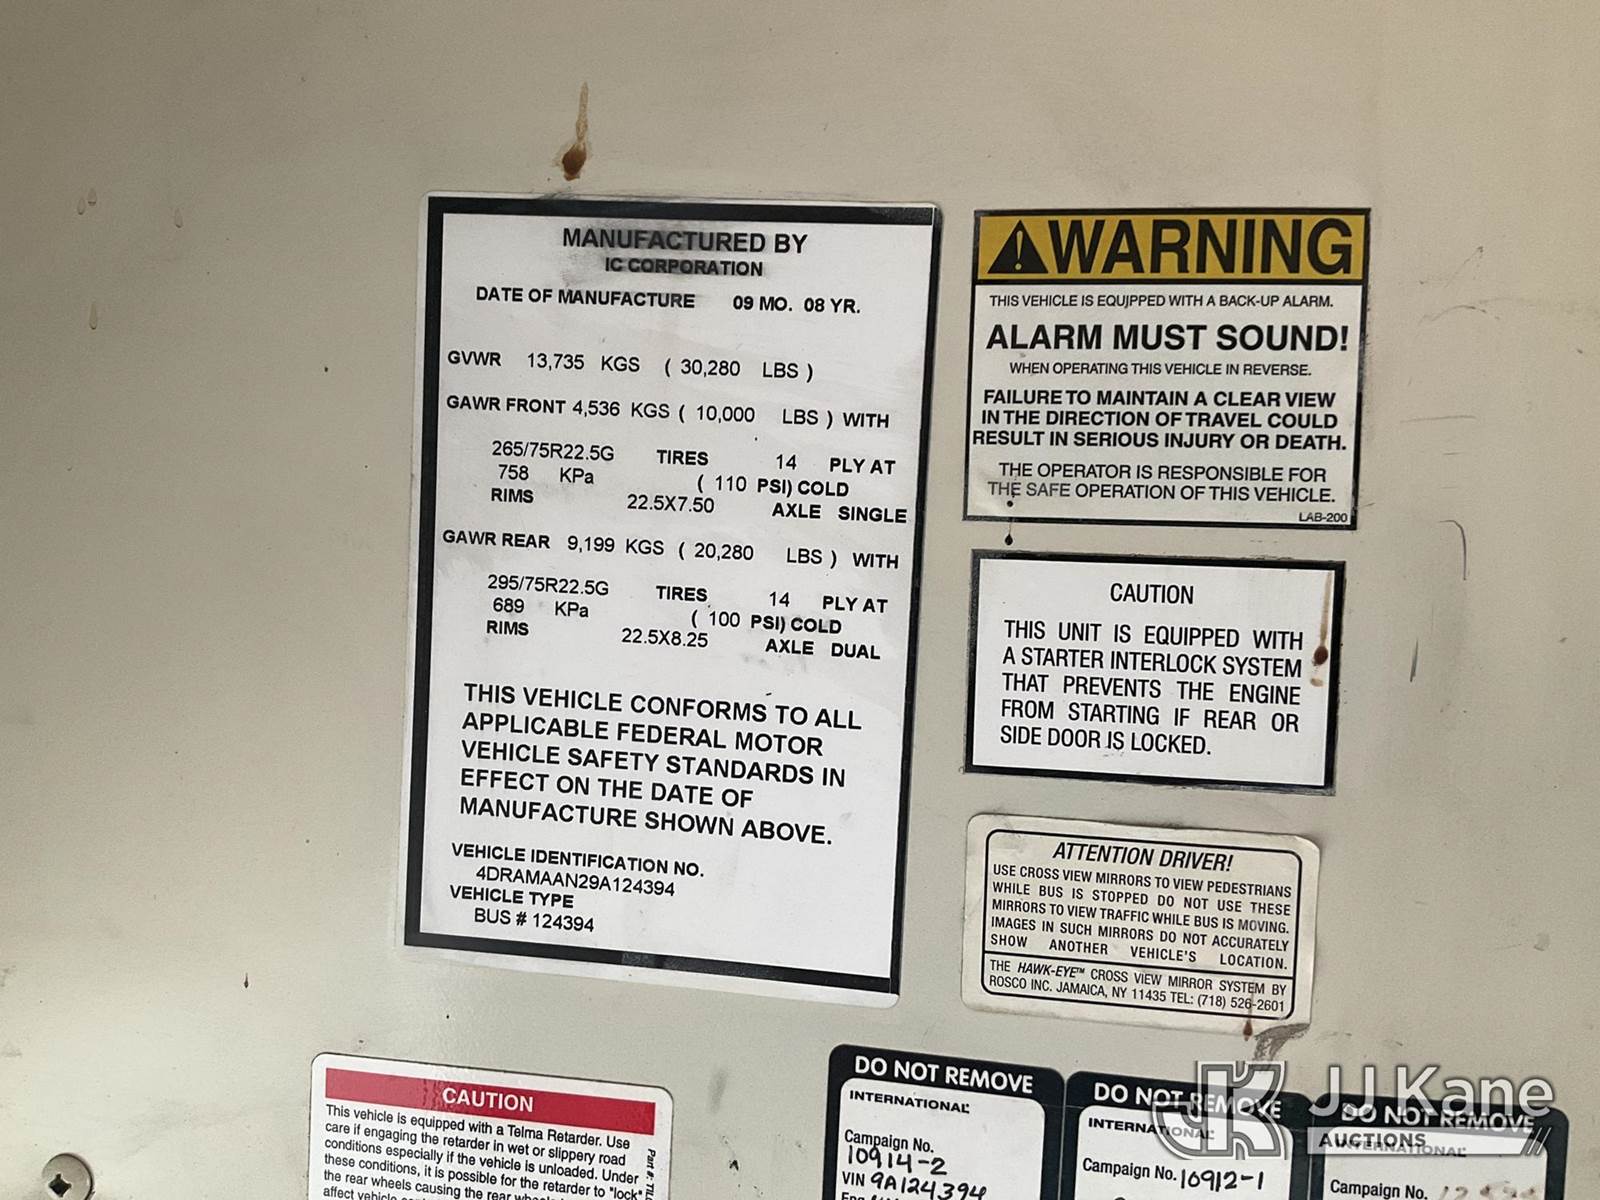 MANUFACTURED BY
IC CORPORATION
DATE OF MANUFACTURE 09 MO. 08 YR.
GVWR 13,735 KGS ( 30,280 LBS )
GAWR FRONT 4,536 KGS ( 10,000 LBS ) WITH
265/75R22.5G TIRES 14 PLY AT
758 KPa ( 110 PSI) COLD
RIMS 22.5X7.50 AXLE SINGLE
GAWR REAR 9,199 KGS ( 20,280 LBS ) WITH
295/75R22.5G TIRES 14 PLY AT
689 KPa ( 100 PSI) COLD
RIMS 22.5X8.25 AXLE DUAL
THIS VEHICLE CONFORMS TO ALL
APPLICABLE FEDERAL MOTOR
VEHICLE SAFETY STANDARDS IN
EFFECT ON THE DATE OF
MANUFACTURE SHOWN ABOVE.
VEHICLE IDENTIFICATION NO.
4DRAMAAN29A124394
VEHICLE TYPE
BUS # 124394
WARNING
THIS VEHICLE IS EQUIPPED WITH A BACK-UP ALARM.
ALARM MUST SOUND!
WHEN OPERATING THIS VEHICLE IN REVERSE.
FAILURE TO MAINTAIN A CLEAR VIEW
IN THE DIRECTION OF TRAVEL COULD
RESULT IN SERIOUS INJURY OR DEATH.
THE OPERATOR IS RESPONSIBLE FOR
THE SAFE OPERATION OF THIS VEHICLE.
LAB-200
CAUTION
THIS UNIT IS EQUIPPED WITH
A STARTER INTERLOCK SYSTEM
THAT PREVENTS THE ENGINE
FROM STARTING IF REAR OR
SIDE DOOR IS LOCKED.
ATTENTION DRIVER!
USE CROSS VIEW MIRRORS TO VIEW PEDESTRIANS
WHILE BUS IS STOPPED DO NOT USE THESE
MIRRORS TO VIEW TRAFFIC WHILE BUS IS MOVING.
IMAGES IN SUCH MIRRORS DO NOT ACCURATELY
SHOW ANOTHER VEHICLE'S LOCATION.
THE HAWK-EYE™ CROSS VIEW MIRROR SYSTEM BY
ROSCO INC. JAMAICA, NY 11435 TEL: (718) 526-2601
CAUTION
This vehicle is equipped with a Telma Retarder. Use
care if engaging the retarder in wet or slippery road
conditions especially if the vehicle is unloaded. Under
these conditions, it is possible for the retarder to "lock"
the rear wheels causing the rear
affect vehicle
Part #:
DO NOT REMOVE
INTERNATIONAL
Campaign No.
10914-2
VIN 9A124394
DO NOT REMOVE
INTERNATIONAL
Campaign No. 10912-1
DO NOT REMOVE
INTERNATIONAL
Campaign No.
JJ Kane
AUCTIONS